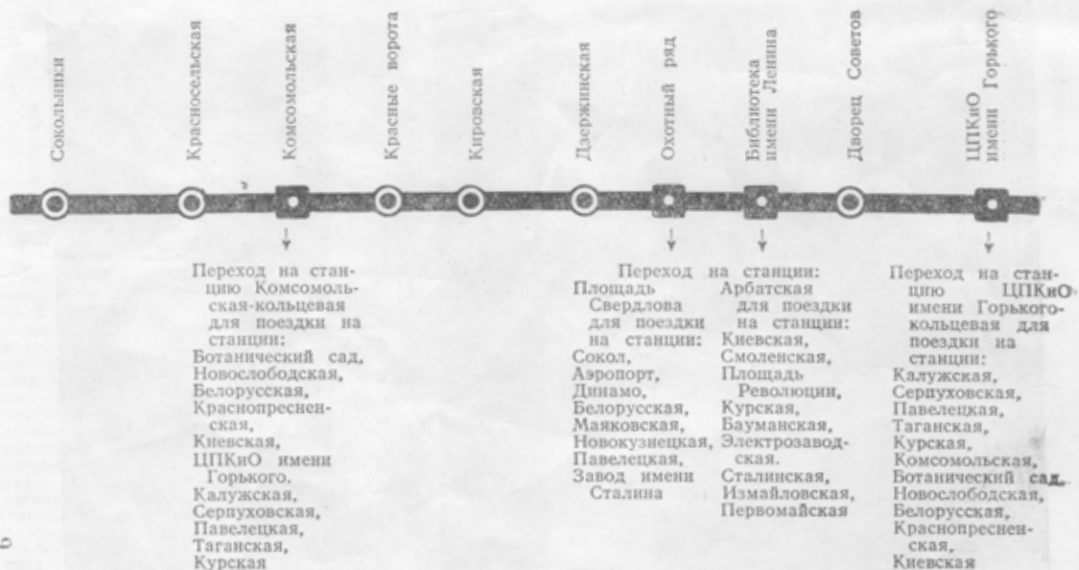 Сокольники
Красносельская
Комсомольская
Красные ворота
Кировская
Дзержинская
Охотный ряд
Библиотека
имени Ленина
Дворец Советов
ЦПКиО
имени Горького
Переход на стан-
цию Комсомоль-
ская-кольцевая
для поездки на
станции:
Ботанический сад,
Новослободская,
Белорусская,
Краснопреснен-
ская,
Киевская,
ЦПКиО имени
Горького.
Калужская,
Серпуховская,
Павелецкая,
Таганская,
Курская
Переход на станции:
Площадь
Свердлова
для поездки
на станции:
Сокол,
Аэропорт,
Динамо,
Белорусская,
Маяковская,
Новокузнецкая,
Павелецкая,
Завод имени
Сталина
Арбатская
для поездки
на станции:
Киевская,
Смоленская,
Площадь
Революции,
Курская,
Бауманская,
Электрозавод-
ская.
Сталинская,
Измайловская,
Первомайская
Переход на стан-
цию ЦПКиО
имени Горького-
кольцевая для
поездки на
станции:
Калужская,
Серпуховская,
Павелецкая,
Таганская,
Курская,
Комсомольская,
Ботанический сад,
Новослободская,
Белорусская,
Краснопреснен-
ская,
Киевская